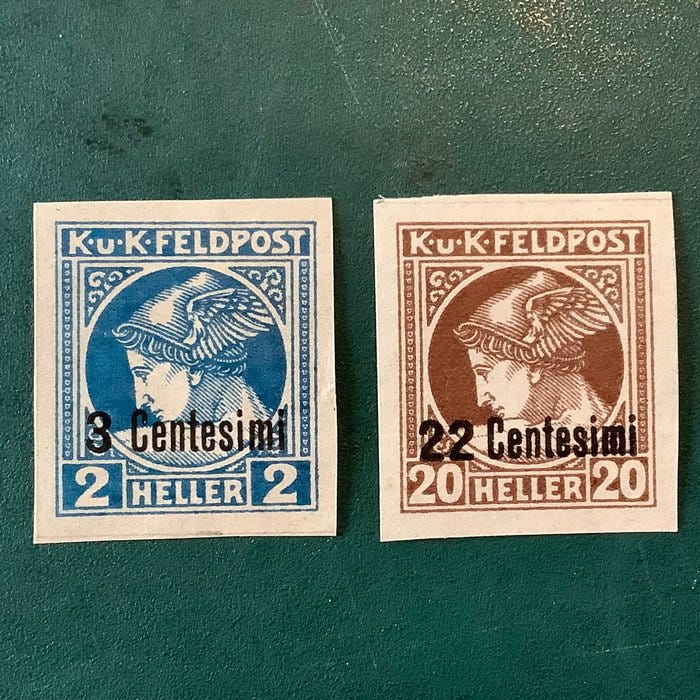 K·u·K·FELDPOST
3 Centesimi
2 HELLER 2
K·u·K·FELDPOST
22 Centesimi
20 HELLER 20